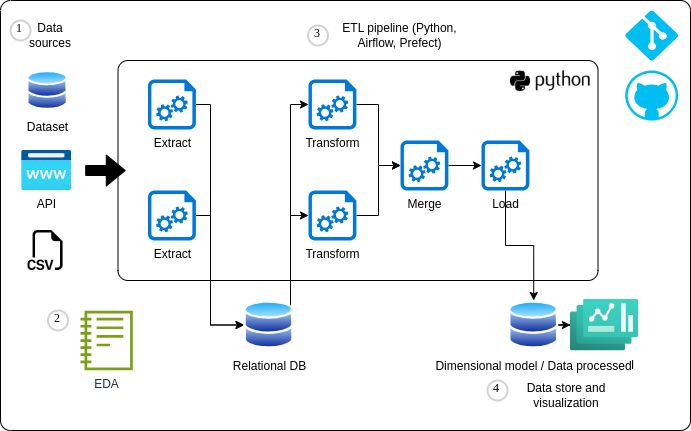 1
Data
sources
3
ETL pipeline (Python,
Airflow, Prefect)
python
Dataset
WWW
API
CSV
Extract
Extract
Transform
Transform
Merge
Load
2
EDA
Relational DB
Dimensional model / Data processed
4
Data store and
visualization